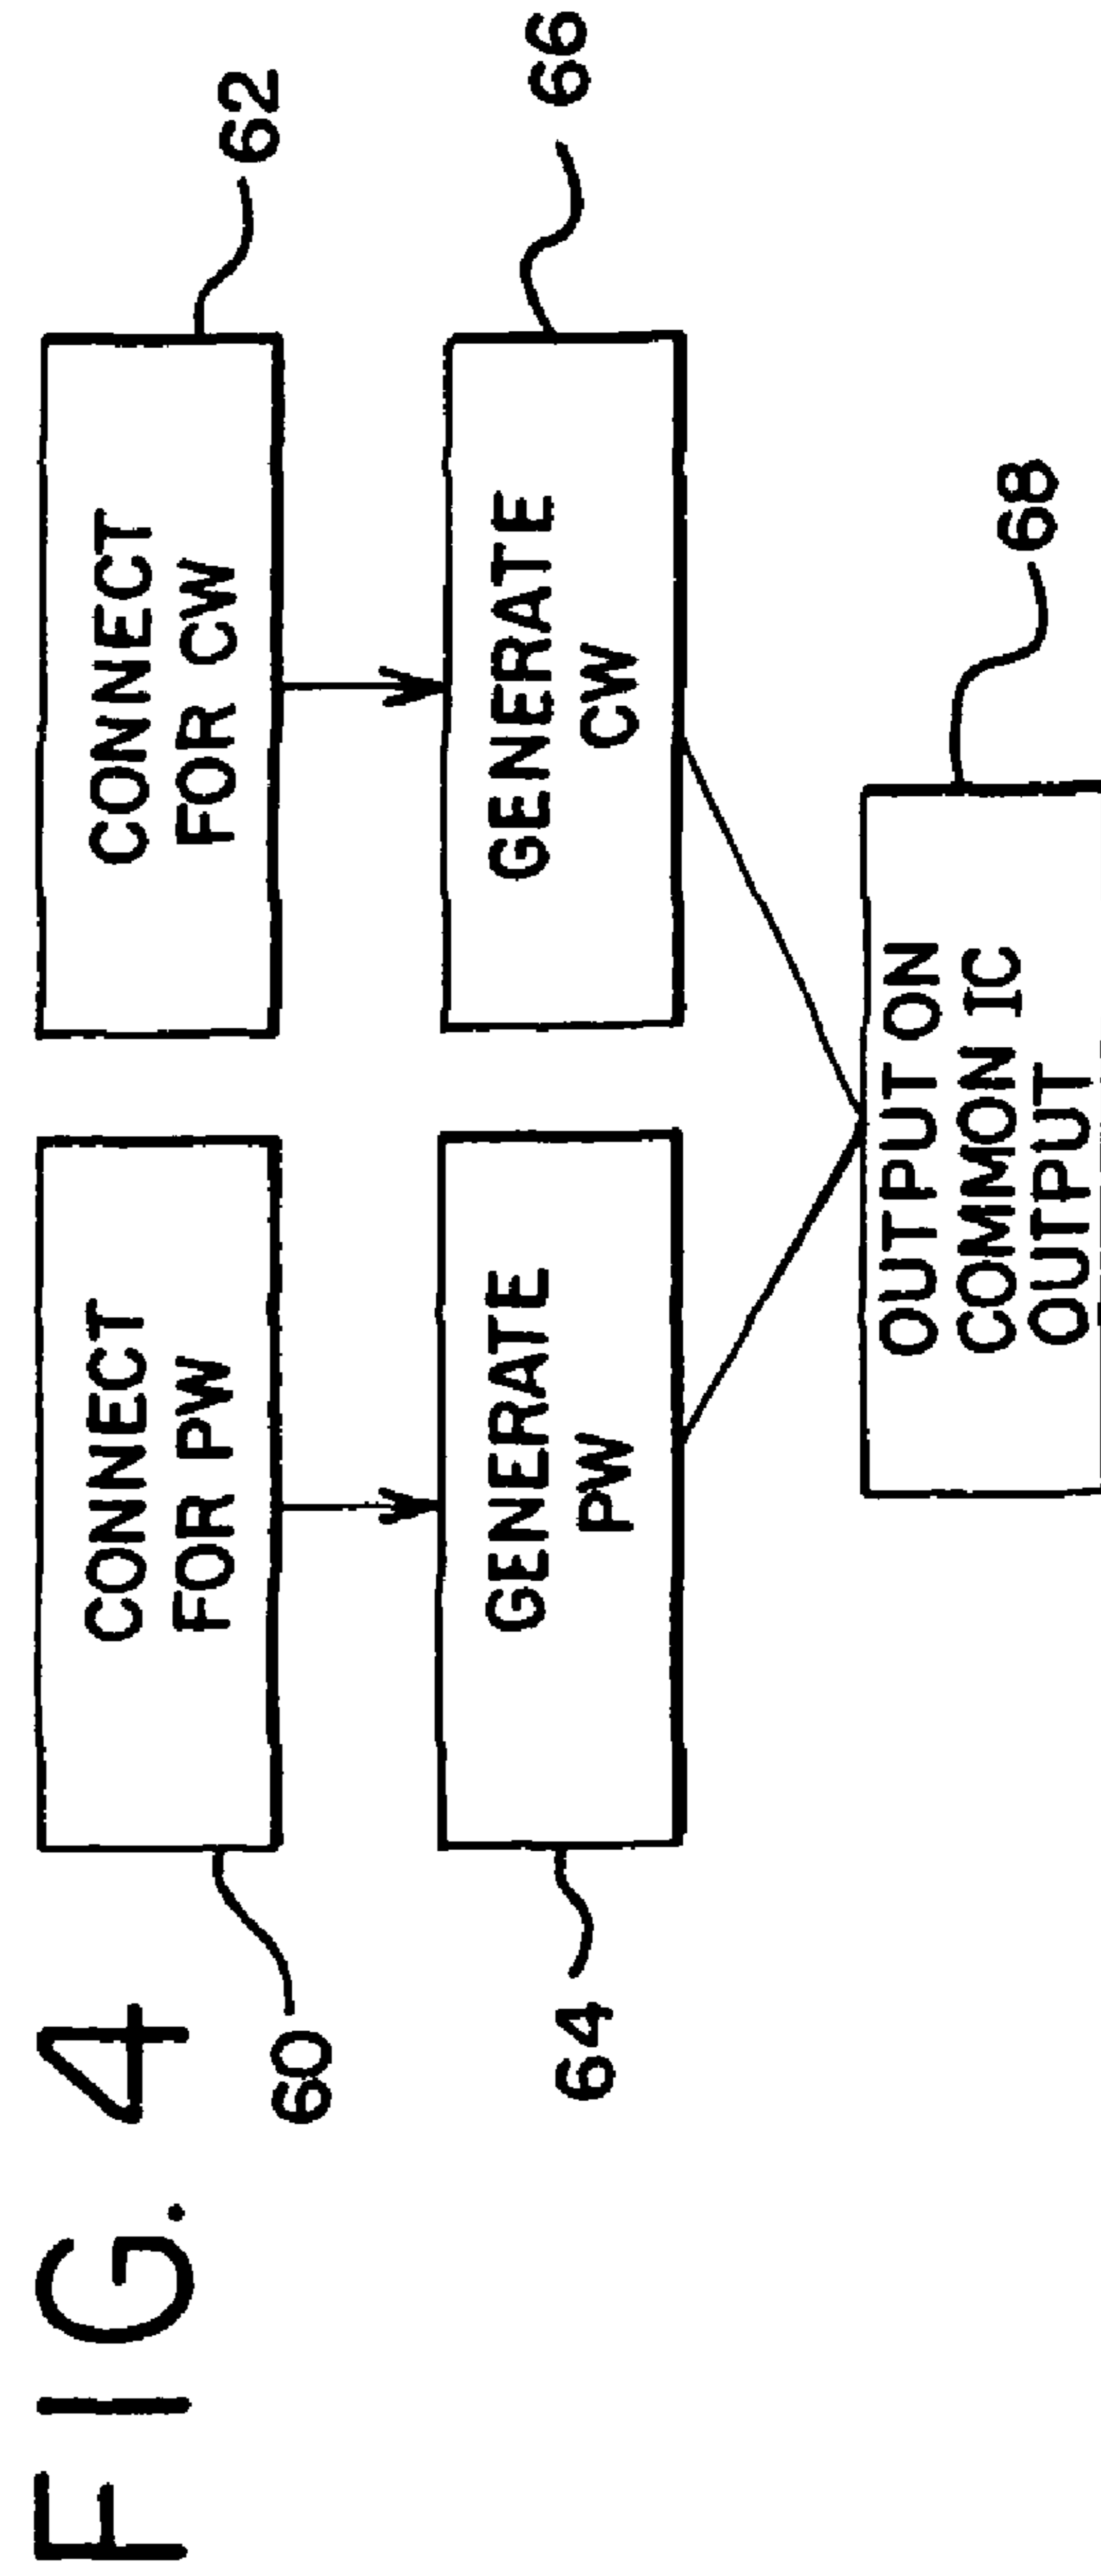 FIG. 4
CONNECT
FOR PW
60
CONNECT
FOR CW
62
GENERATE
PW
64
GENERATE
CW
66
OUTPUT ON
COMMON IC
OUTPUT
68